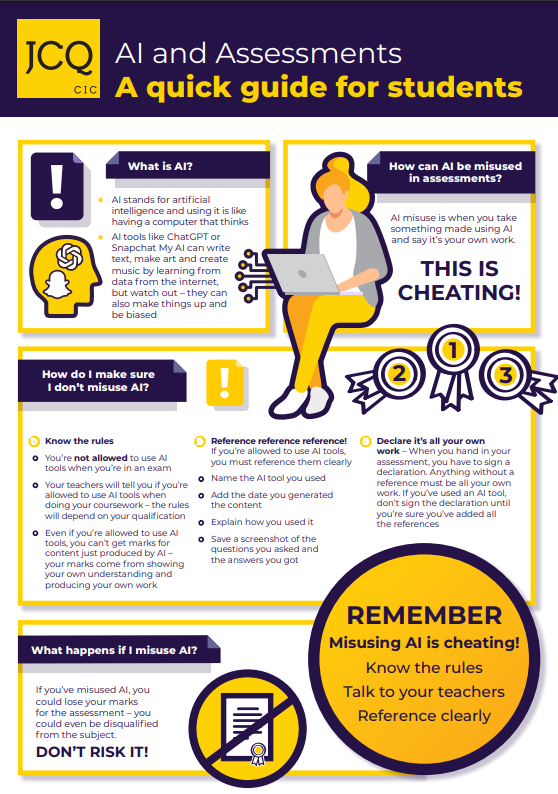 JCQ
CIC
AI and Assessments
A quick guide for students
What is AI?
AI stands for artificial
intelligence and using it is like
having a computer that thinks
AI tools like ChatGPT or
Snapchat My AI can write
text, make art and create
music by learning from
data from the internet,
but watch out – they can
also make things up and
be biased
How can AI be misused
in assessments?
AI misuse is when you take
something made using AI
and say it's your own work.
THIS IS
CHEATING!
How do I make sure
I don't misuse AI?
2
1
3
Know the rules
You're not allowed to use AI
tools when you're in an exam
Your teachers will tell you if you're
allowed to use AI tools when
doing your coursework – the rules
will depend on your qualification
Even if you're allowed to use AI
tools, you can't get marks for
content just produced by AI –
your marks come from showing
your own understanding and
producing your own work
Reference reference reference!
If you're allowed to use AI tools,
you must reference them clearly
Name the AI tool you used
Add the date you generated
the content
Explain how you used it
Save a screenshot of the
questions you asked and
the answers you got
Declare it's all your own
work – When you hand in your
assessment, you have to sign a
declaration. Anything without a
reference must be all your own
work. If you've used an AI tool,
don't sign the declaration until
you're sure you've added all
the references
What happens if I misuse AI?
If you've misused AI, you
could lose your marks
for the assessment – you
could even be disqualified
from the subject.
DON'T RISK IT!
REMEMBER
Misusing AI is cheating!
Know the rules
Talk to your teachers
Reference clearly